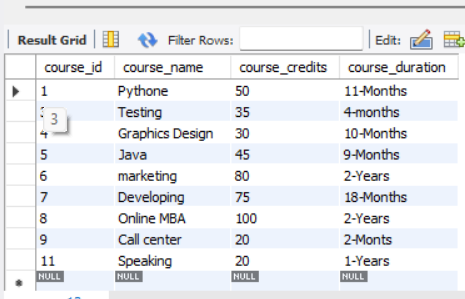 Result Grid Filter Rows: Edit:
course_id course_name course_credits course_duration
1 Pythone 50 11-Months
3 Testing 35 4-months
4 Graphics Design 30 10-Months
5 Java 45 9-Months
6 marketing 80 2-Years
7 Developing 75 18-Months
8 Online MBA 100 2-Years
9 Call center 20 2-Monts
11 Speaking 20 1-Years
NULL NULL NULL NULL